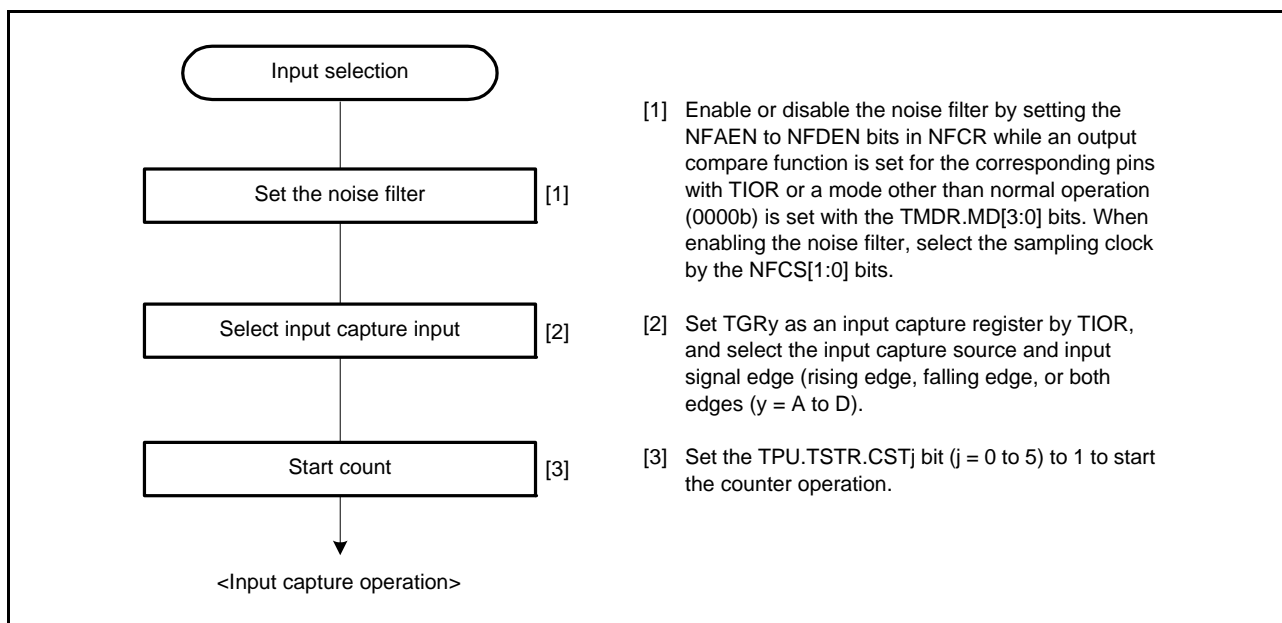 Input selection
Set the noise filter [1]
Select input capture input [2]
Start count [3]
<Input capture operation>
[1] Enable or disable the noise filter by setting the
NFAEN to NFDEN bits in NFCR while an output
compare function is set for the corresponding pins
with TIOR or a mode other than normal operation
(0000b) is set with the TMDR.MD[3:0] bits. When
enabling the noise filter, select the sampling clock
by the NFCS[1:0] bits.
[2] Set TGRy as an input capture register by TIOR,
and select the input capture source and input
signal edge (rising edge, falling edge, or both
edges (y = A to D).
[3] Set the TPU.TSTR.CSTj bit (j = 0 to 5) to 1 to start
the counter operation.